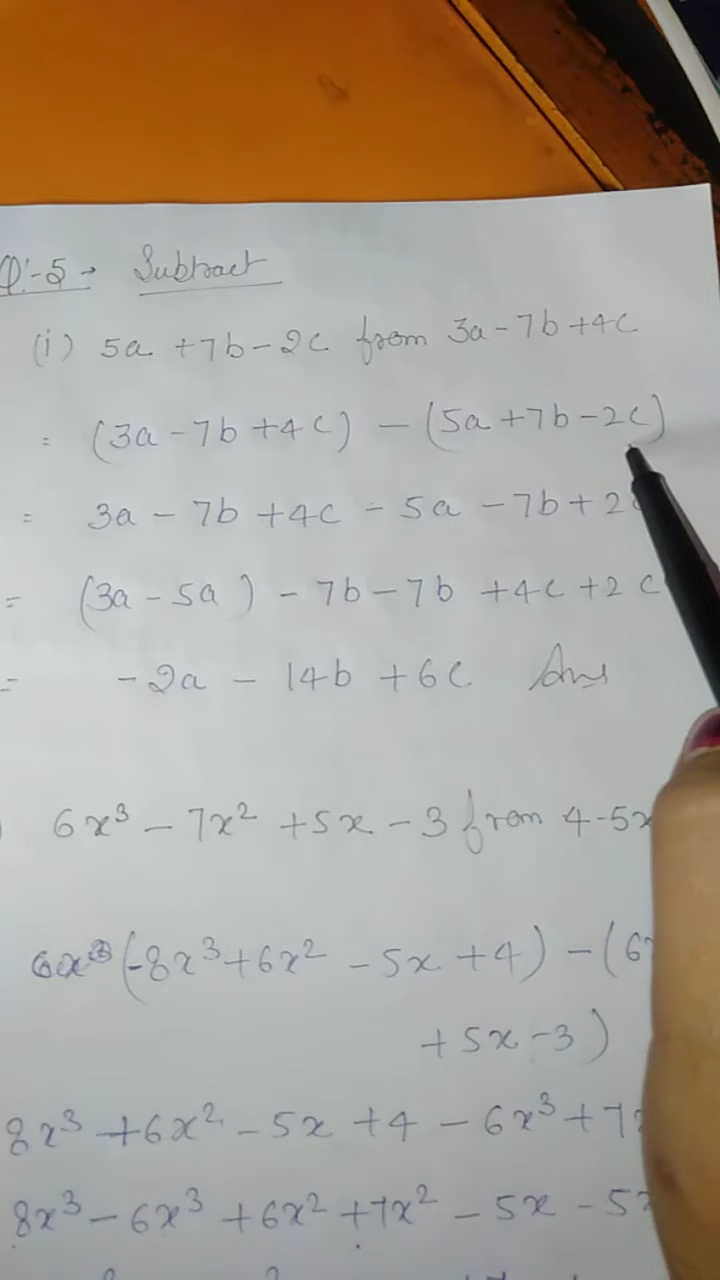 Q:-5 → Subtract
(i) 5a + 7b - 2c from 3a - 7b + 4c
= (3a - 7b + 4c) - (5a + 7b - 2c)
= 3a - 7b + 4c - 5a - 7b + 2
= (3a - 5a) - 7b - 7b + 4c + 2c
= -2a - 14b + 6c Ans
) 6x³ - 7x² + 5x - 3 from 4 - 5x
(-8x³ + 6x² - 5x + 4) - (6
+ 5x - 3)
8x³ + 6x² - 5x + 4 - 6x³ + 7
8x³ - 6x³ + 6x² + 7x² - 5x - 5